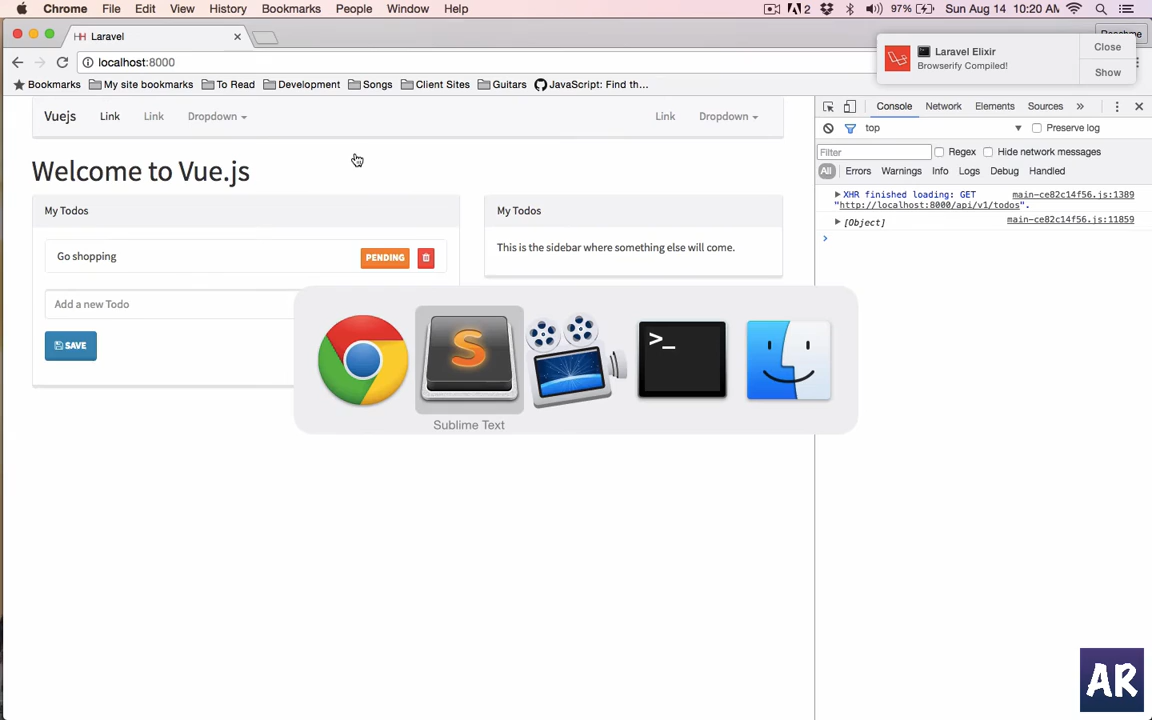 Chrome File Edit View History Bookmarks People Window Help 2 97% Sun Aug 14 10:20 AM
Laravel
localhost:8000
Bookmarks My site bookmarks To Read Development Songs Client Sites Guitars JavaScript: Find th...
Laravel Elixir
Browserify Compiled!
Close
Show
Vuejs Link Link Dropdown Link Dropdown
Welcome to Vue.js
My Todos
Go shopping PENDING
Add a new Todo
SAVE
My Todos
This is the sidebar where something else will come.
Sublime Text
Console Network Elements Sources »
top Preserve log
Filter Regex Hide network messages
All Errors Warnings Info Logs Debug Handled
XHR finished loading: GET main-ce82c14f56.js:1389
"http://localhost:8000/api/v1/todos".
[Object] main-ce82c14f56.js:11859
>
S
>_
AR